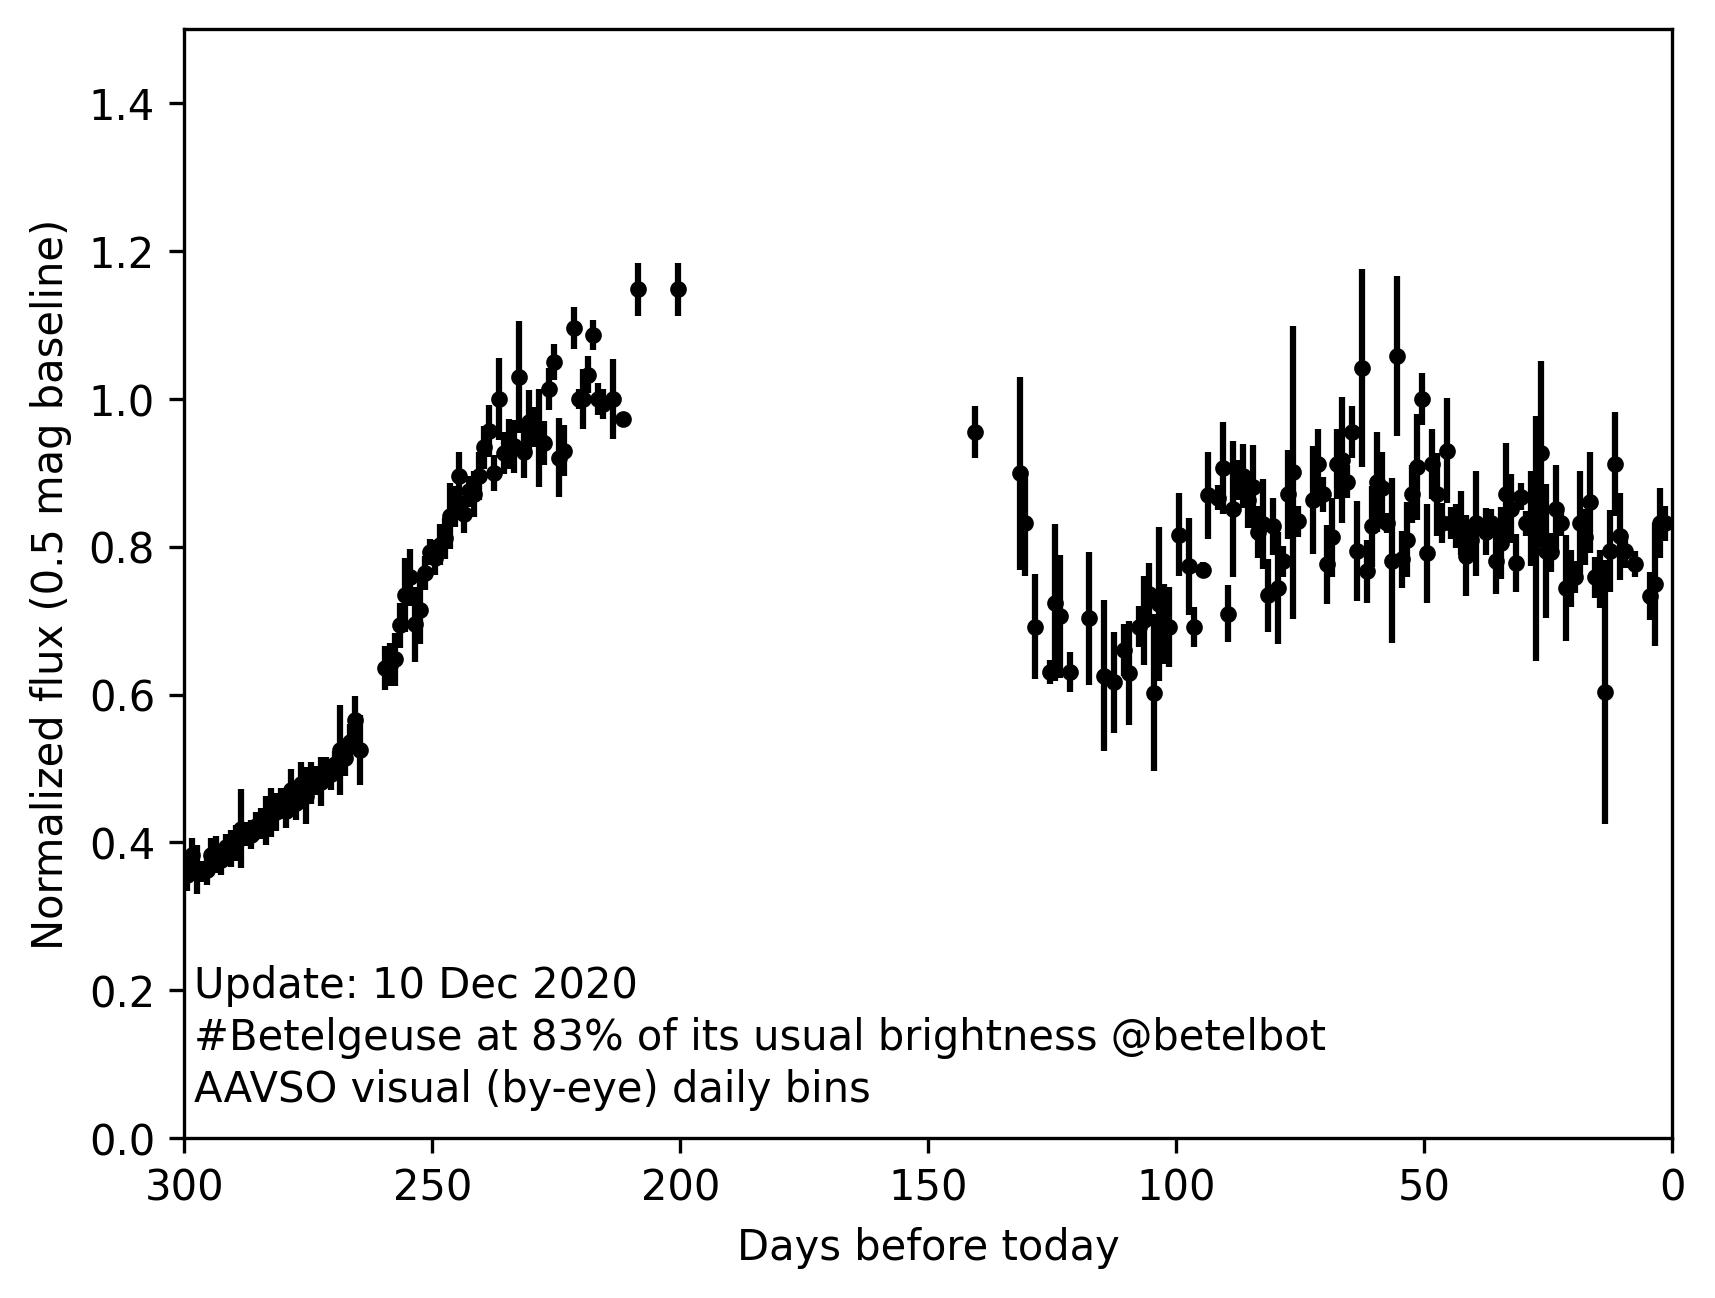 1.4
1.2
1.0
0.8
0.6
0.4
0.2
0.0
Normalized flux (0.5 mag baseline)
Update: 10 Dec 2020
#Betelgeuse at 83% of its usual brightness @betelbot
AAVSO visual (by-eye) daily bins
300 250 200 150 100 50 0
Days before today